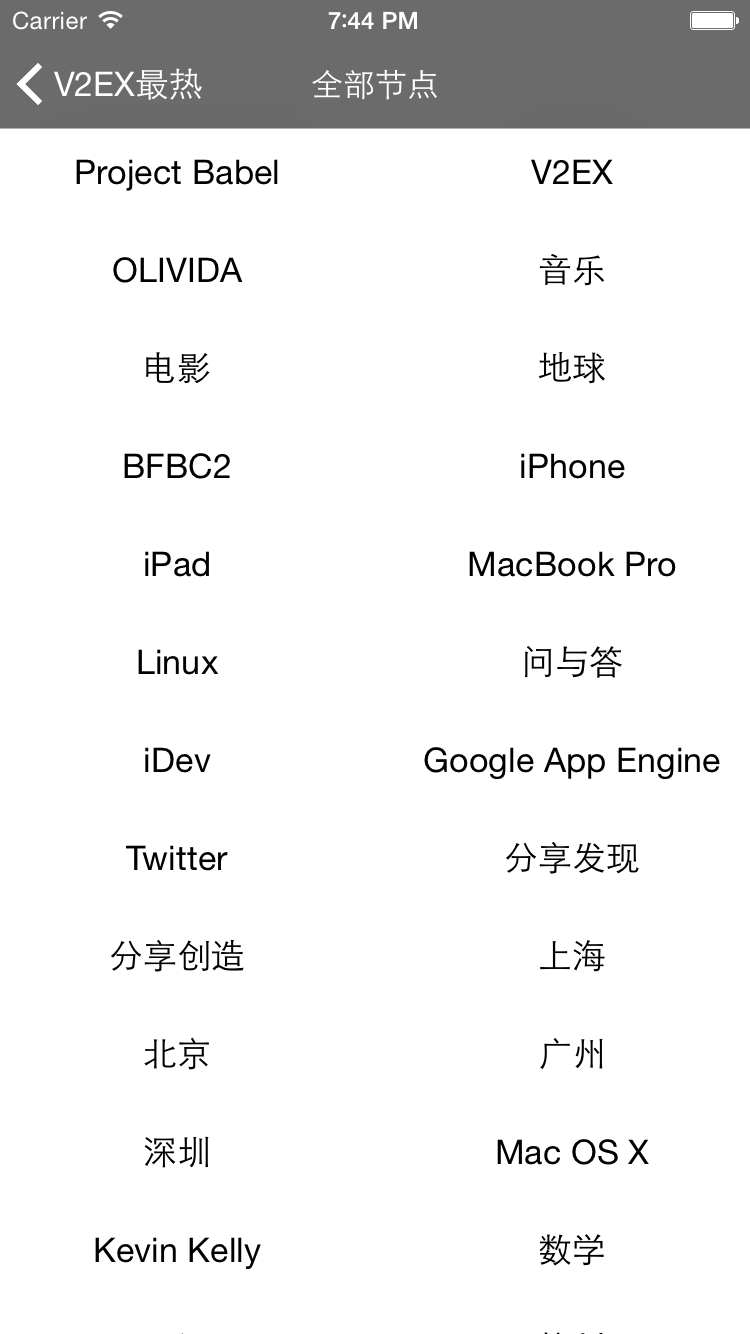 Carrier 7:44 PM
V2EX最热 全部节点
Project Babel V2EX
OLIVIDA 音乐
电影 地球
BFBC2 iPhone
iPad MacBook Pro
Linux 问与答
iDev Google App Engine
Twitter 分享发现
分享创造 上海
北京 广州
深圳 Mac OS X
Kevin Kelly 数学